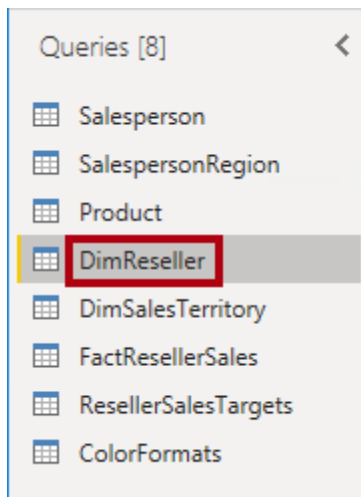 Queries [8]
Salesperson
SalespersonRegion
Product
DimReseller
DimSalesTerritory
FactResellerSales
ResellerSalesTargets
ColorFormats